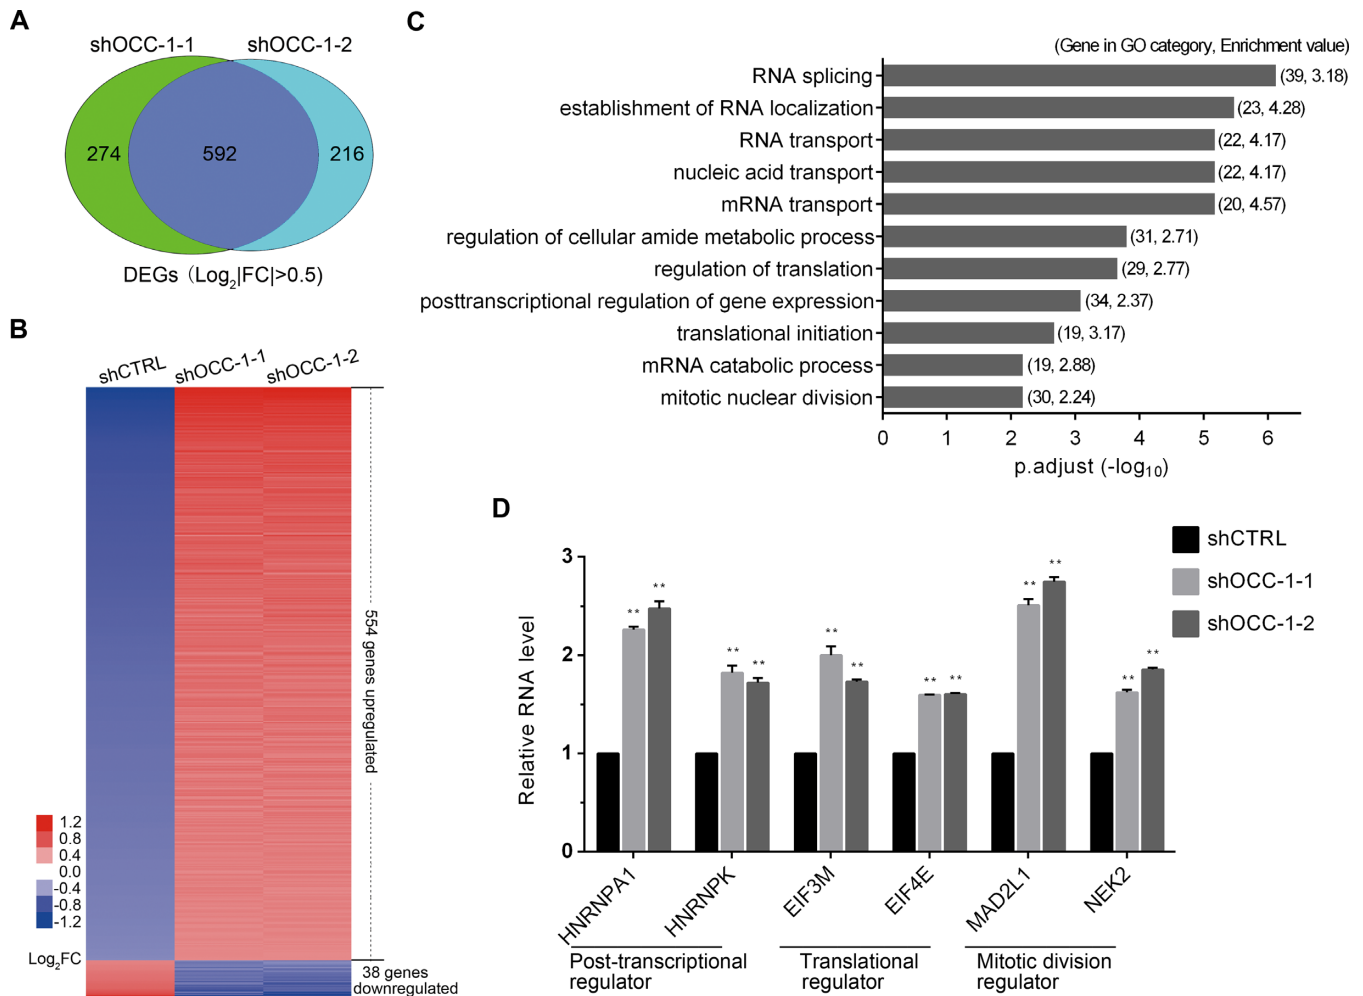 A
shOCC-1-1
shOCC-1-2
274
592
216
DEGs (Log2|FC|>0.5)
B
shCTRL
shOCC-1-1
shOCC-1-2
554 genes upregulated
1.2
0.8
0.4
0.0
-0.4
-0.8
-1.2
Log2FC
38 genes
downregulated
C
(Gene in GO category, Enrichment value)
RNA splicing (39, 3.18)
establishment of RNA localization (23, 4.28)
RNA transport (22, 4.17)
nucleic acid transport (22, 4.17)
mRNA transport (20, 4.57)
regulation of cellular amide metabolic process (31, 2.71)
regulation of translation (29, 2.77)
posttranscriptional regulation of gene expression (34, 2.37)
translational initiation (19, 3.17)
mRNA catabolic process (19, 2.88)
mitotic nuclear division (30, 2.24)
0 1 2 3 4 5 6
p.adjust (-log10)
D
shCTRL
shOCC-1-1
shOCC-1-2
Relative RNA level
3
2
1
0
** ** ** ** ** ** ** ** ** ** ** **
HNRNPA1
HNRNPK
EIF3M
EIF4E
MAD2L1
NEK2
Post-transcriptional
regulator
Translational
regulator
Mitotic division
regulator